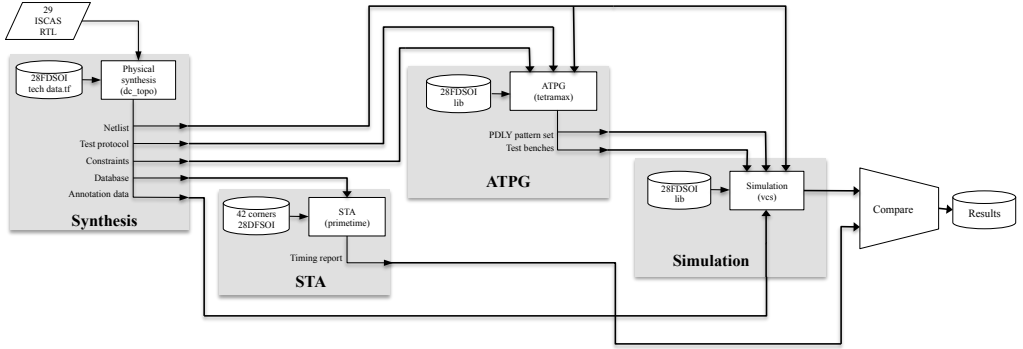 29
ISCAS
RTL
28FDSOI
tech data.tf
Physical
synthesis
(dc_topo)
Netlist
Test protocol
Constraints
Database
Annotation data
Synthesis
42 corners
28DFSOI
STA
(primetime)
Timing report
STA
28FDSOI
lib
ATPG
(tetramax)
PDLY pattern set
Test benches
ATPG
28FDSOI
lib
Simulation
(vcs)
Simulation
Compare
Results